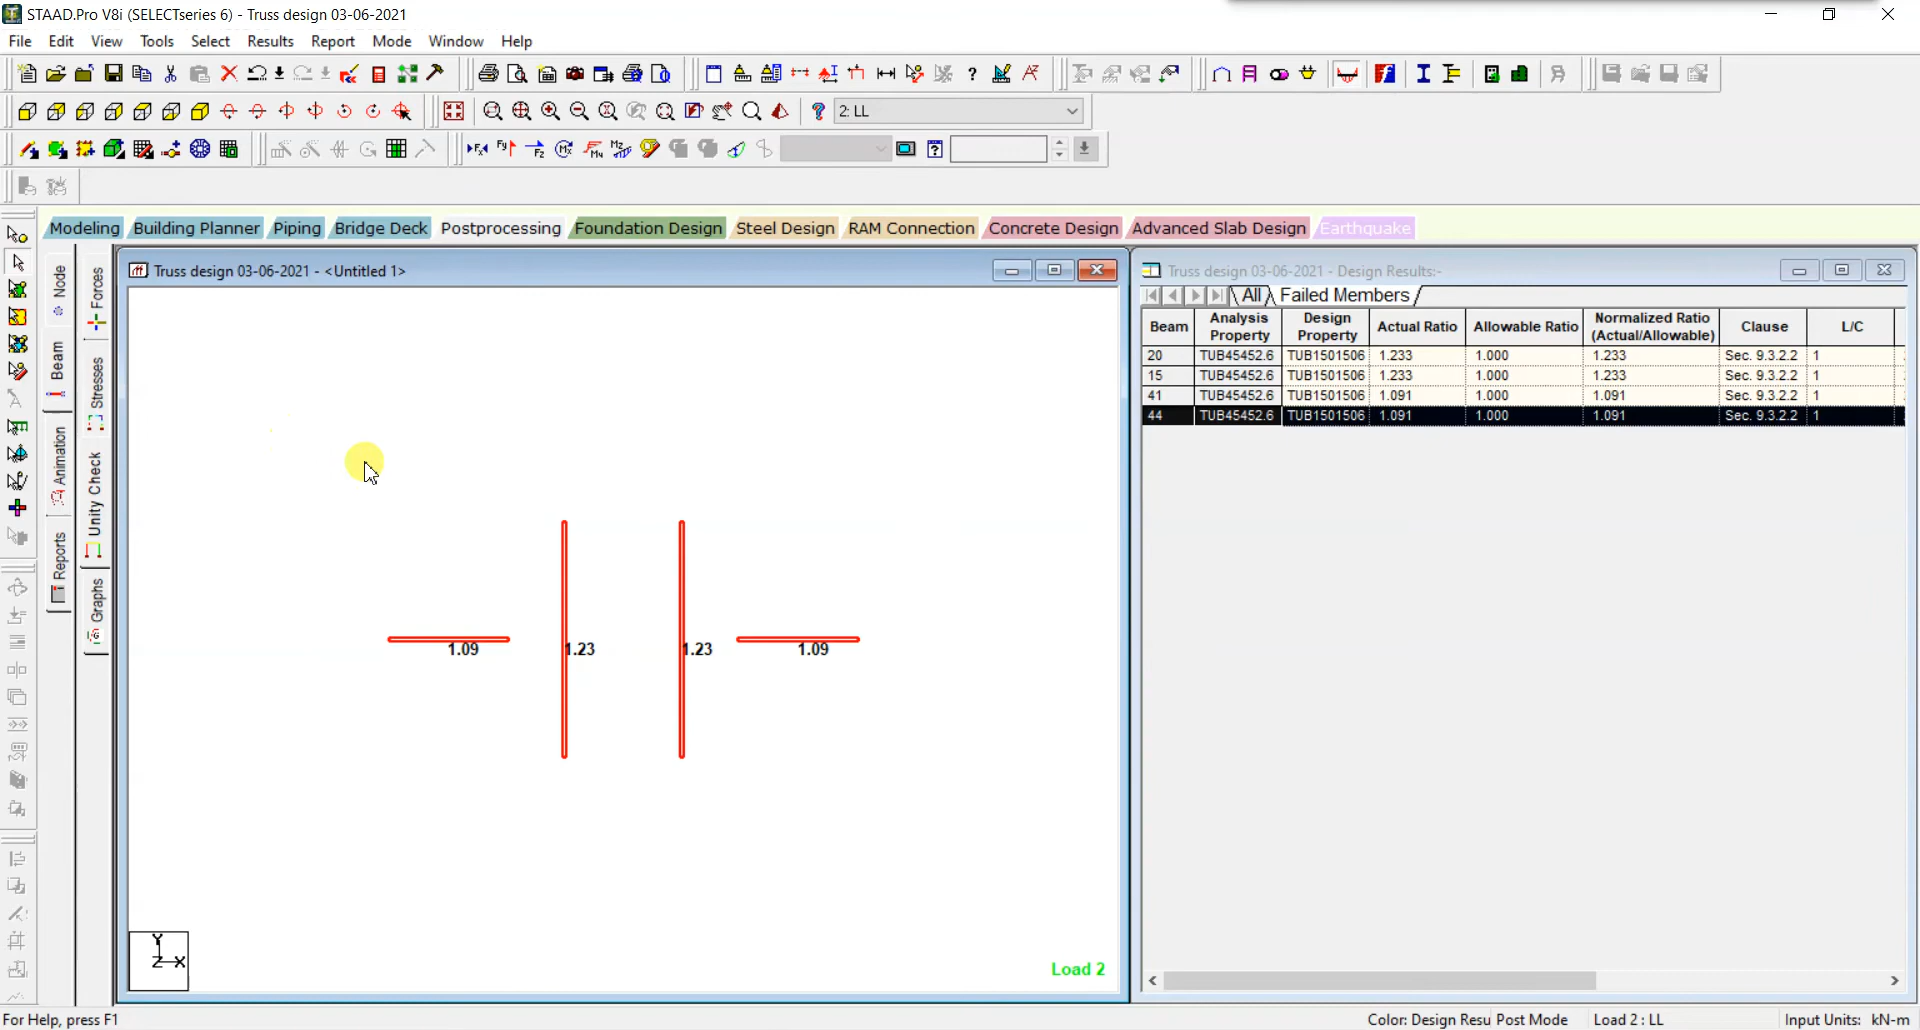 STAAD.Pro V8i (SELECTseries 6) - Truss design 03-06-2021
File Edit View Tools Select Results Report Mode Window Help
2: LL
Modeling Building Planner Piping Bridge Deck Postprocessing Foundation Design Steel Design RAM Connection Concrete Design Advanced Slab Design Earthquake
Node
Beam
Animation
Reports
Forces
Stresses
Unity Check
Graphs
Truss design 03-06-2021 - <Untitled 1>
1.09
1.23
1.23
1.09
Y
Z X
Load 2
Truss design 03-06-2021 - Design Results:-
All Failed Members
Beam Analysis Property Design Property Actual Ratio Allowable Ratio Normalized Ratio (Actual/Allowable) Clause L/C
20 TUB45452.6 TUB1501506 1.233 1.000 1.233 Sec. 9.3.2.2 1
15 TUB45452.6 TUB1501506 1.233 1.000 1.233 Sec. 9.3.2.2 1
41 TUB45452.6 TUB1501506 1.091 1.000 1.091 Sec. 9.3.2.2 1
44 TUB45452.6 TUB1501506 1.091 1.000 1.091 Sec. 9.3.2.2 1
For Help, press F1
Color: Design Resu Post Mode Load 2 : LL Input Units: kN-m